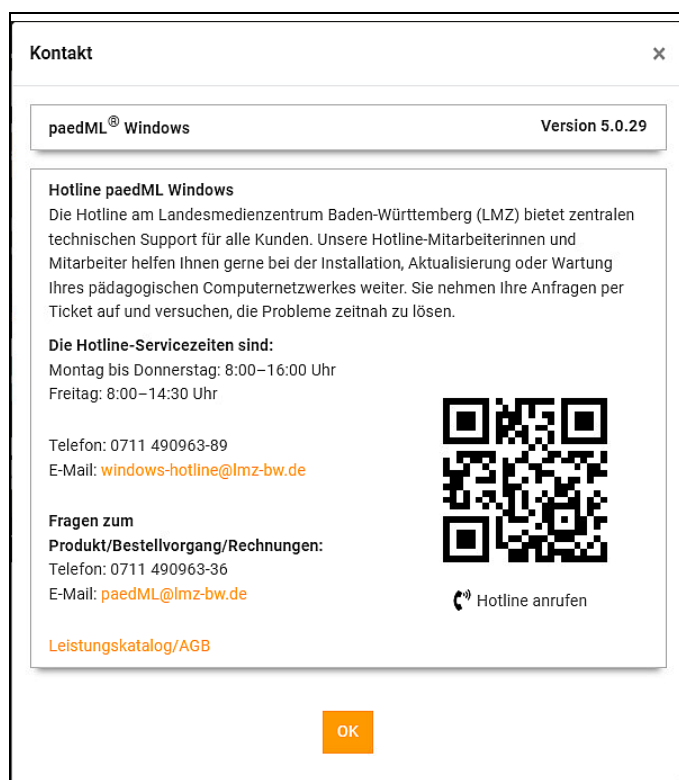 Kontakt ×
paedML® Windows Version 5.0.29
Hotline paedML Windows
Die Hotline am Landesmedienzentrum Baden-Württemberg (LMZ) bietet zentralen
technischen Support für alle Kunden. Unsere Hotline-Mitarbeiterinnen und
Mitarbeiter helfen Ihnen gerne bei der Installation, Aktualisierung oder Wartung
Ihres pädagogischen Computernetzwerkes weiter. Sie nehmen Ihre Anfragen per
Ticket auf und versuchen, die Probleme zeitnah zu lösen.
Die Hotline-Servicezeiten sind:
Montag bis Donnerstag: 8:00–16:00 Uhr
Freitag: 8:00–14:30 Uhr
Telefon: 0711 490963-89
E-Mail: windows-hotline@lmz-bw.de
Fragen zum
Produkt/Bestellvorgang/Rechnungen:
Telefon: 0711 490963-36
E-Mail: paedML@lmz-bw.de
Hotline anrufen
Leistungskatalog/AGB
OK